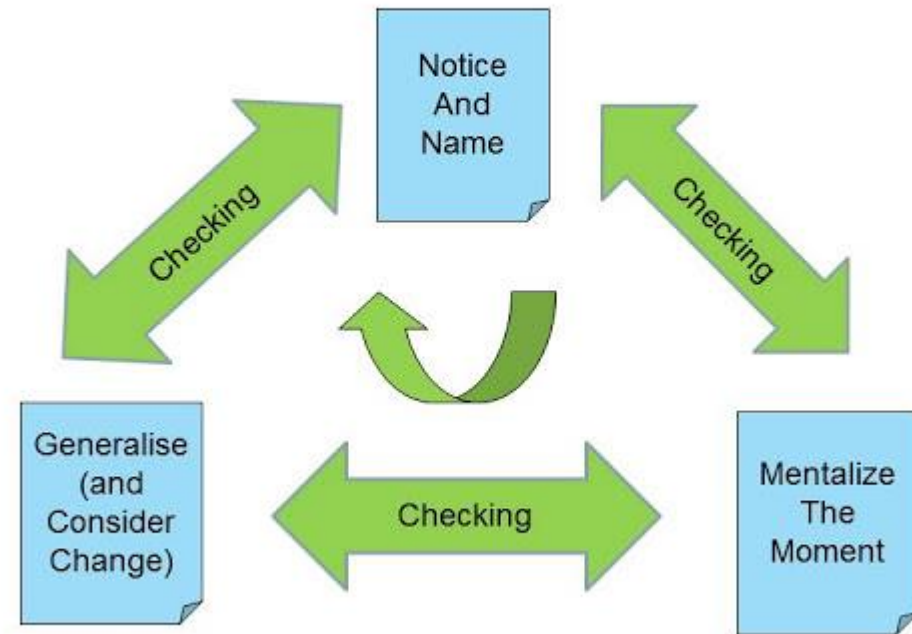 Notice
And
Name
Checking
Checking
Generalise
(and
Consider
Change)
Checking
Mentalize
The
Moment